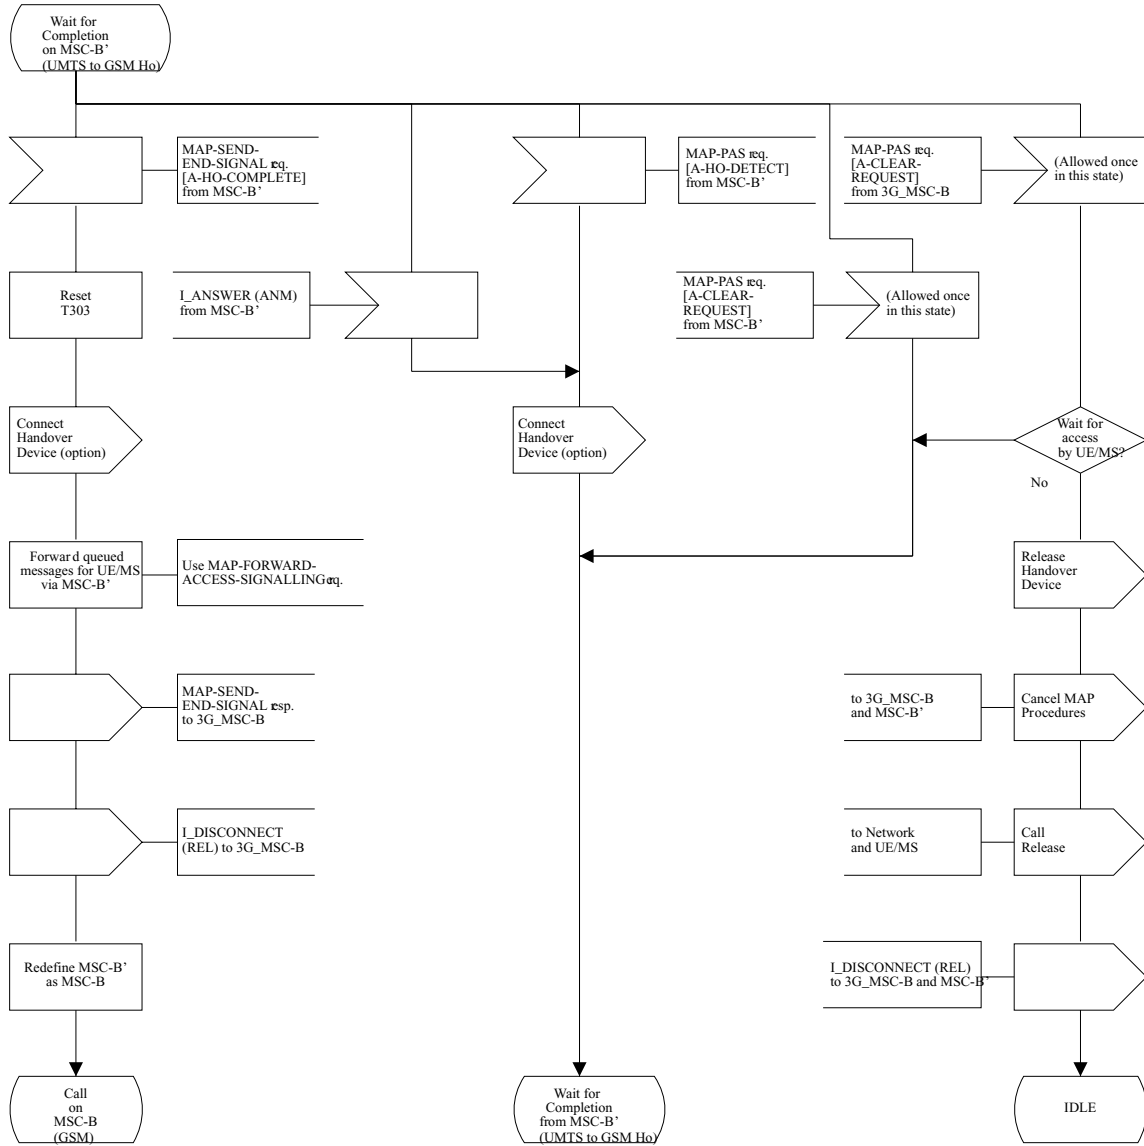 Wait for
Completion
on MSC-B’
(UMTS to GSM Ho)
MAP-SEND-
END-SIGNAL req.
[A-HO-COMPLETE]
from MSC-B’
MAP-PAS req.
[A-HO-DETECT]
from MSC-B’
MAP-PAS req.
[A-CLEAR-
REQUEST]
from 3G_MSC-B
(Allowed once
in this state)
Reset
T303
I_ANSWER (ANM)
from MSC-B’
MAP-PAS req.
[A-CLEAR-
REQUEST]
from MSC-B’
(Allowed once
in this state)
Connect
Handover
Device (option)
Connect
Handover
Device (option)
Wait for
access
by UE/MS?
No
Forward queued
messages for UE/MS
via MSC-B’
Use MAP-FORWARD-
ACCESS-SIGNALLING req.
Release
Handover
Device
MAP-SEND-
END-SIGNAL resp.
to 3G_MSC-B
to 3G_MSC-B
and MSC-B’
Cancel MAP
Procedures
I_DISCONNECT
(REL) to 3G_MSC-B
to Network
and UE/MS
Call
Release
Redefine MSC-B’
as MSC-B
I_DISCONNECT (REL)
to 3G_MSC-B and MSC-B’
Call
on
MSC-B
(GSM)
Wait for
Completion
from MSC-B’
(UMTS to GSM Ho)
IDLE